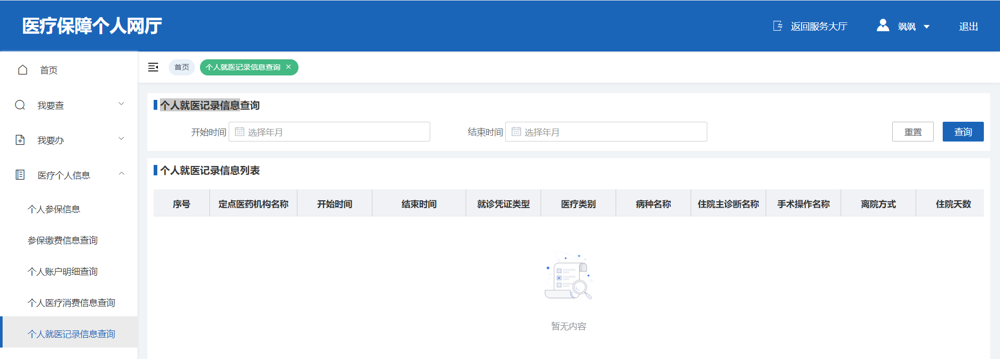 医疗保障个人网厅
返回服务大厅
飒飒
退出
首页
我要查
我要办
医疗个人信息
个人参保信息
参保缴费信息查询
个人账户明细查询
个人医疗消费信息查询
个人就医记录信息查询
首页
个人就医记录信息查询 ×
个人就医记录信息查询
开始时间 选择年月 结束时间 选择年月 重置 查询
个人就医记录信息列表
序号 定点医药机构名称 开始时间 结束时间 就诊凭证类型 医疗类别 病种名称 住院主诊断名称 手术操作名称 离院方式 住院天数
暂无内容